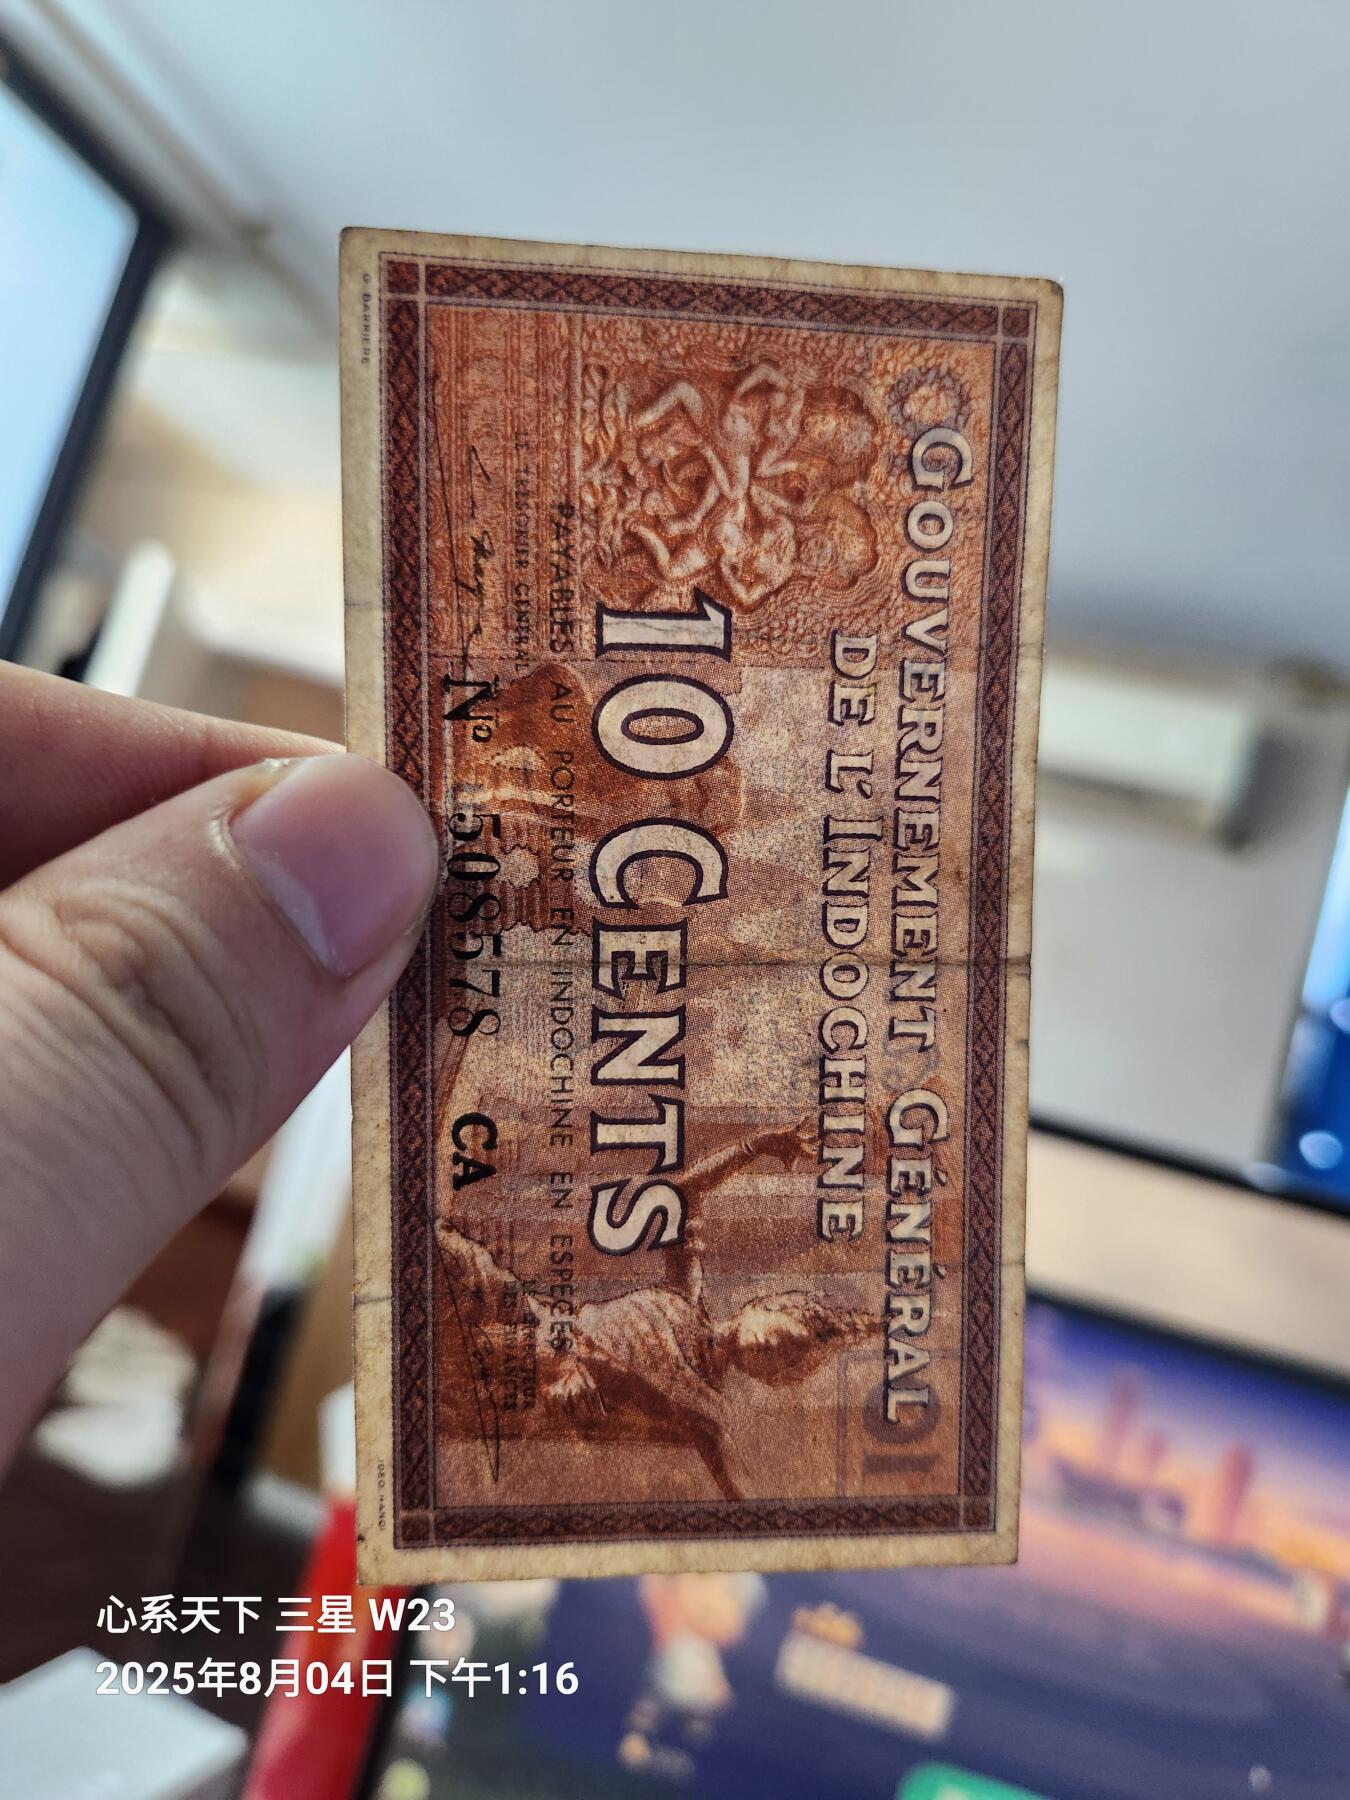 GOUVERNEMENT GÉNÉRAL
DE L'INDOCHINE
10 CENTS
PAYABLES AU PORTEUR EN INDOCHINE EN ESPÈCES
LE TRÉSORIER GÉNÉRAL
DES FINANCES
No 508578 CA
G. BARRIÈRE
IDEO. HANOI
心系天下 三星 W23
2025年8月04日 下午1:16